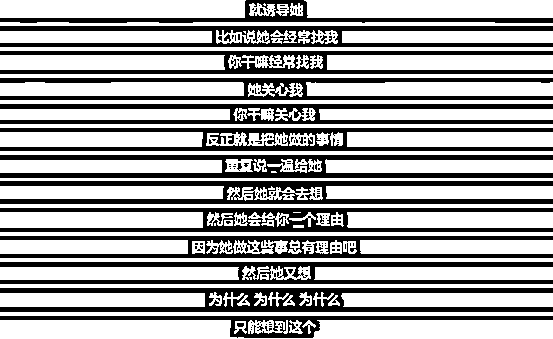 就诱导她
比如说她会经常找我
你干嘛经常找我
她关心我
你干嘛关心我
反正就是把她做的事情
重复说一遍给她
然后她就会去想
然后她会给你一个理由
因为她做这些事总有理由吧
然后她又想
为什么 为什么 为什么
只能想到这个